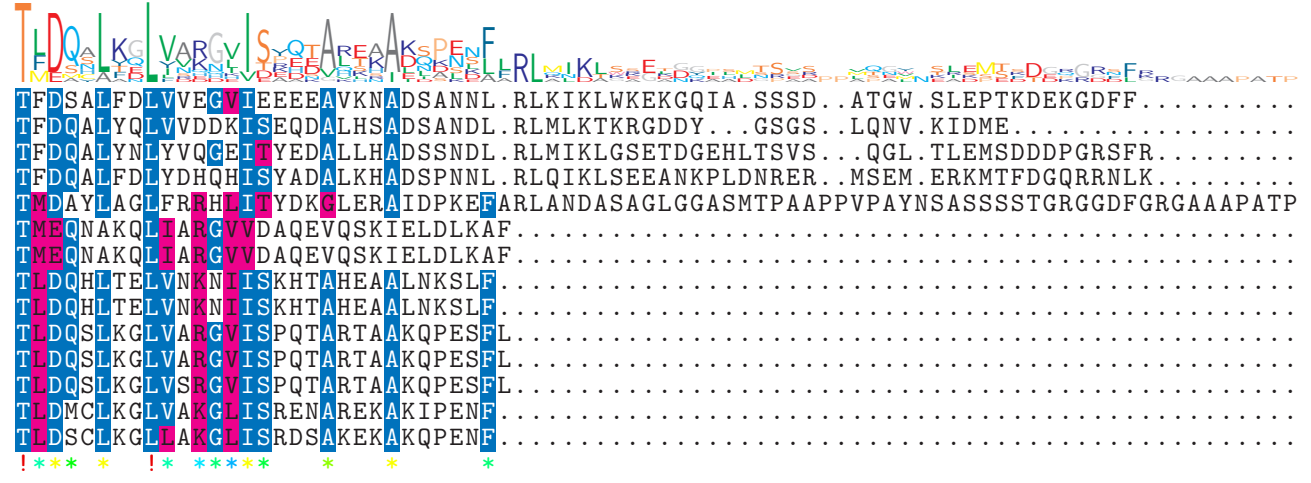 TFDSALFDLVVEGVIEEEEAVKNADSANNL.RLKIKLWKEKGQIA.SSSD..ATGW.SLEPTKDEKGDFF..........
TFDQALYQLVVDDKISEQDALHSADSANDL.RLMLKTKRGDDY...GSGS..LQNV.KIDME..................
TFDQALYNLYVQGEITYEDALLHADSSNDL.RLMIKLGSETDGEHLTSVS...QGL.TLEMSDDDPGRSFR.........
TFDQALFDLYDHQHISYADALKHADSPNNL.RLQIKLSEEANKPLDNRER..MSEM.ERKMTFDGQRRNLK.........
TMDAYLAGLFRRHLITYDKGLERAIDPKEFARLANDASAGLGGASMTPAAPPVPAYNSASSSSTGRGGDFGRGAAAPATP
TMEQNAKQLIARGVVDAQEVQSKIELDLKAF.................................................
TMEQNAKQLIARGVVDAQEVQSKIELDLKAF.................................................
TLDQHLTELVNKNIISKHTAHEAALNKSLF..................................................
TLDQHLTELVNKNIISKHTAHEAALNKSLF..................................................
TLDQSLKGLVARGVISPQTARTAAKQPESFL.................................................
TLDQSLKGLVARGVISPQTARTAAKQPESFL.................................................
TLDQSLKGLVSRGVISPQTARTAAKQPESFL.................................................
TLDMCLKGLVAKGLISRENAREKAKIPENF..................................................
TLDSCLKGLLAKGLISRDSAKEKAKQPENF..................................................
!*** *  !* *****   *   *     *